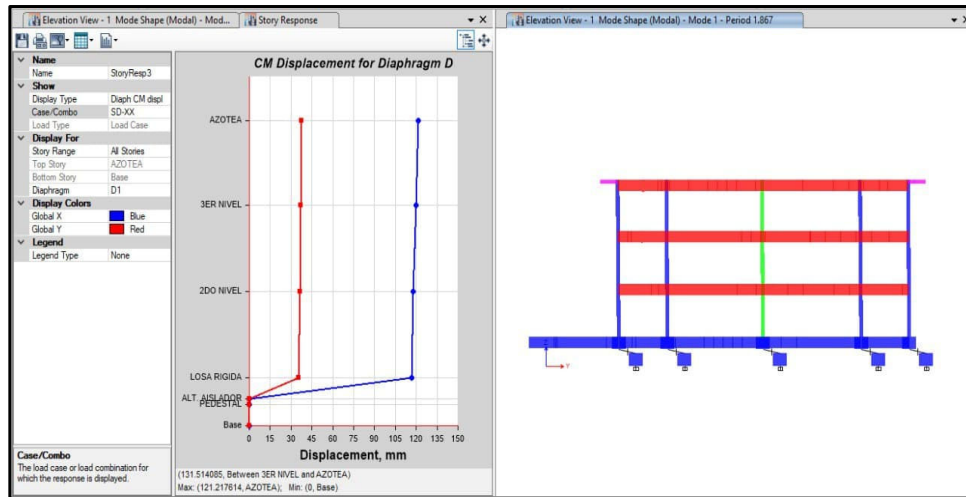 Elevation View - 1 Mode Shape (Modal) - Mod...
Story Response
Name
Name StoryResp3
Show
Display Type Diaph CM displ
Case/Combo SD-XX
Load Type Load Case
Display For
Story Range All Stories
Top Story AZOTEA
Bottom Story Base
Diaphragm D1
Display Colors
Global X Blue
Global Y Red
Legend
Legend Type None
Case/Combo
The load case or load combination for
which the response is displayed.
CM Displacement for Diaphragm D
AZOTEA
3ER NIVEL
2DO NIVEL
LOSA RIGIDA
ALT. AISLADOR
PEDESTAL
Base
0 15 30 45 60 75 90 105 120 135 150
Displacement, mm
(131.514085, Between 3ER NIVEL and AZOTEA)
Max: (121.217614, AZOTEA); Min: (0, Base)
Elevation View - 1 Mode Shape (Modal) - Mode 1 - Period 1.867
Y